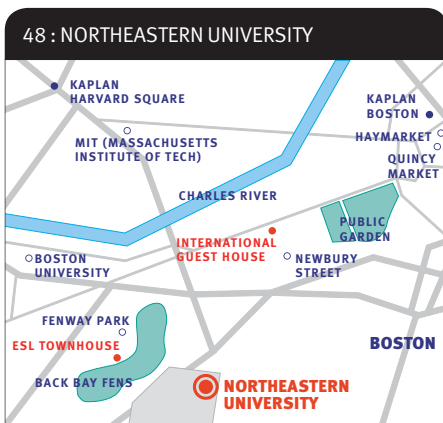 48 : NORTHEASTERN UNIVERSITY
KAPLAN
HARVARD SQUARE
KAPLAN
BOSTON
MIT (MASSACHUSETTS
INSTITUTE OF TECH)
HAYMARKET
QUINCY
MARKET
CHARLES RIVER
PUBLIC
GARDEN
INTERNATIONAL
GUEST HOUSE
BOSTON
UNIVERSITY
NEWBURY
STREET
FENWAY PARK
ESL TOWNHOUSE
BOSTON
BACK BAY FENS
NORTHEASTERN
UNIVERSITY